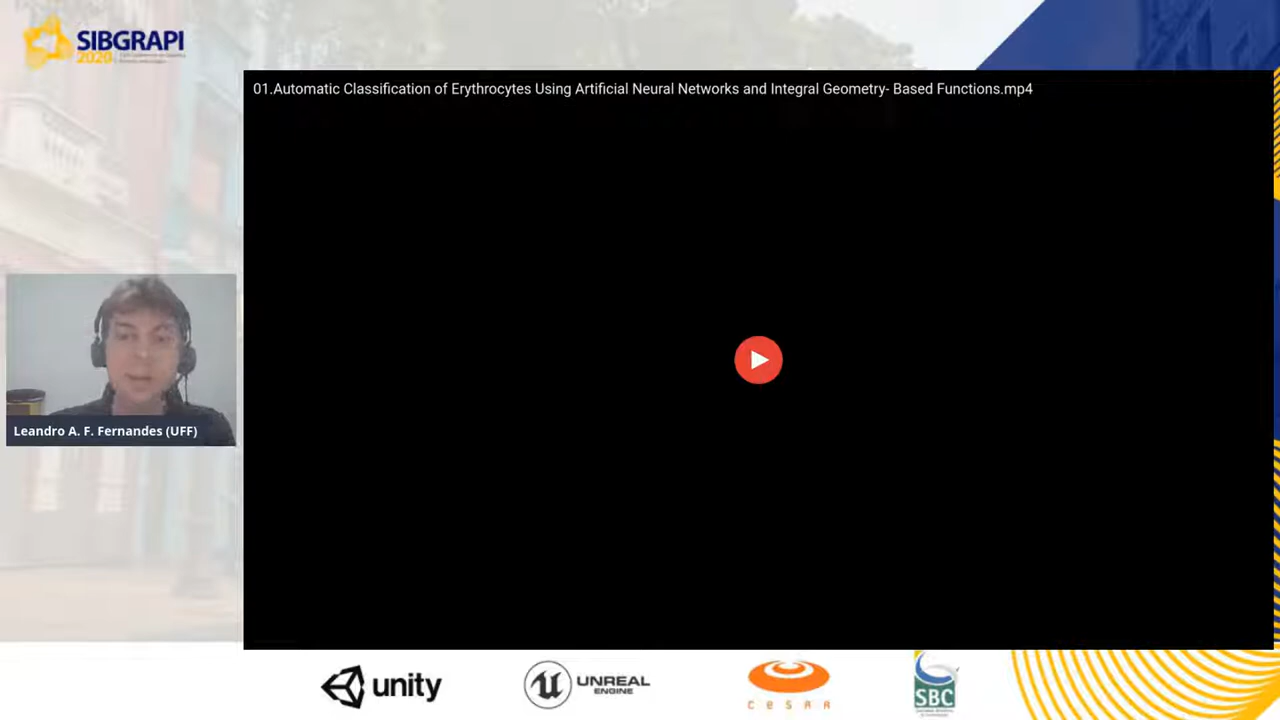 SIBGRAPI
2020
01.Automatic Classification of Erythrocytes Using Artificial Neural Networks and Integral Geometry- Based Functions.mp4
Leandro A. F. Fernandes (UFF)
unity
UNREAL
ENGINE
CESAR
SBC